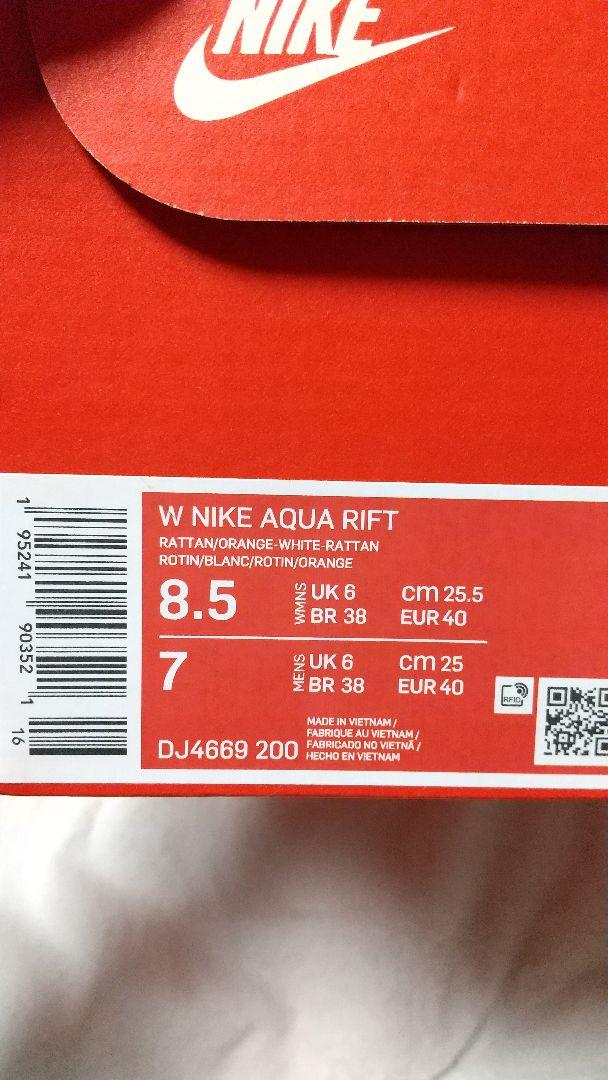 NIKE
W NIKE AQUA RIFT
RATTAN/ORANGE-WHITE-RATTAN
ROTIN/BLANC/ROTIN/ORANGE
8.5 WMNS UK 6 cm 25.5
BR 38 EUR 40
7 MENS UK 6 cm 25
BR 38 EUR 40
DJ4669 200
MADE IN VIETNAM /
FABRIQUE AU VIETNAM /
FABRICADO NO VIETNÃ /
HECHO EN VIETNAM
RFID
1 95241 90352 1 16